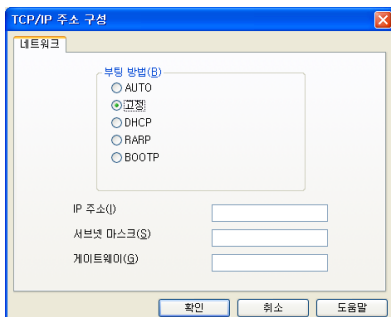 TCP/IP 주소 구성
네트워크
부팅 방법(B)
AUTO
고정
DHCP
RARP
BOOTP
IP 주소(I)
서브넷 마스크(S)
게이트웨이(G)
확인 취소 도움말